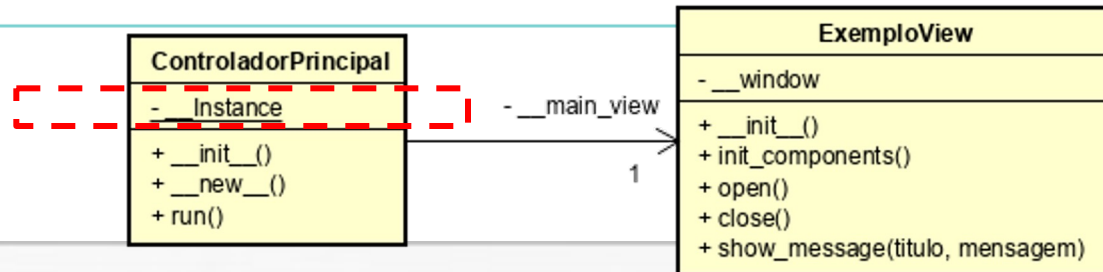 ControladorPrincipal
- __Instance
+ __init__()
+ __new__()
+ run()
- __main_view
1
ExemploView
- __window
+ __init__()
+ init_components()
+ open()
+ close()
+ show_message(titulo, mensagem)